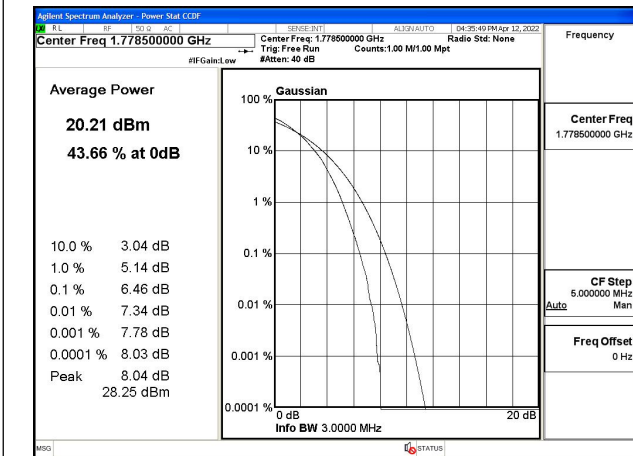 Agilent Spectrum Analyzer - Power Stat CCDF
RL RF 50 Ω AC SENSE:INT ALIGN AUTO 04:35:49 PM Apr 12, 2022
Center Freq 1.778500000 GHz
Center Freq: 1.778500000 GHz Radio Std: None
Trig: Free Run Counts:1.00 M/1.00 Mpt
#IFGain:Low #Atten: 40 dB
Frequency
Average Power
20.21 dBm
43.66 % at 0dB
10.0 % 3.04 dB
1.0 % 5.14 dB
0.1 % 6.46 dB
0.01 % 7.34 dB
0.001 % 7.78 dB
0.0001 % 8.03 dB
Peak 8.04 dB
28.25 dBm
Gaussian
100 %
10 %
1 %
0.1 %
0.01 %
0.001 %
0.0001 %
0 dB 20 dB
Info BW 3.0000 MHz
Center Freq
1.778500000 GHz
CF Step
5.000000 MHz
Auto Man
Freq Offset
0 Hz
MSG STATUS